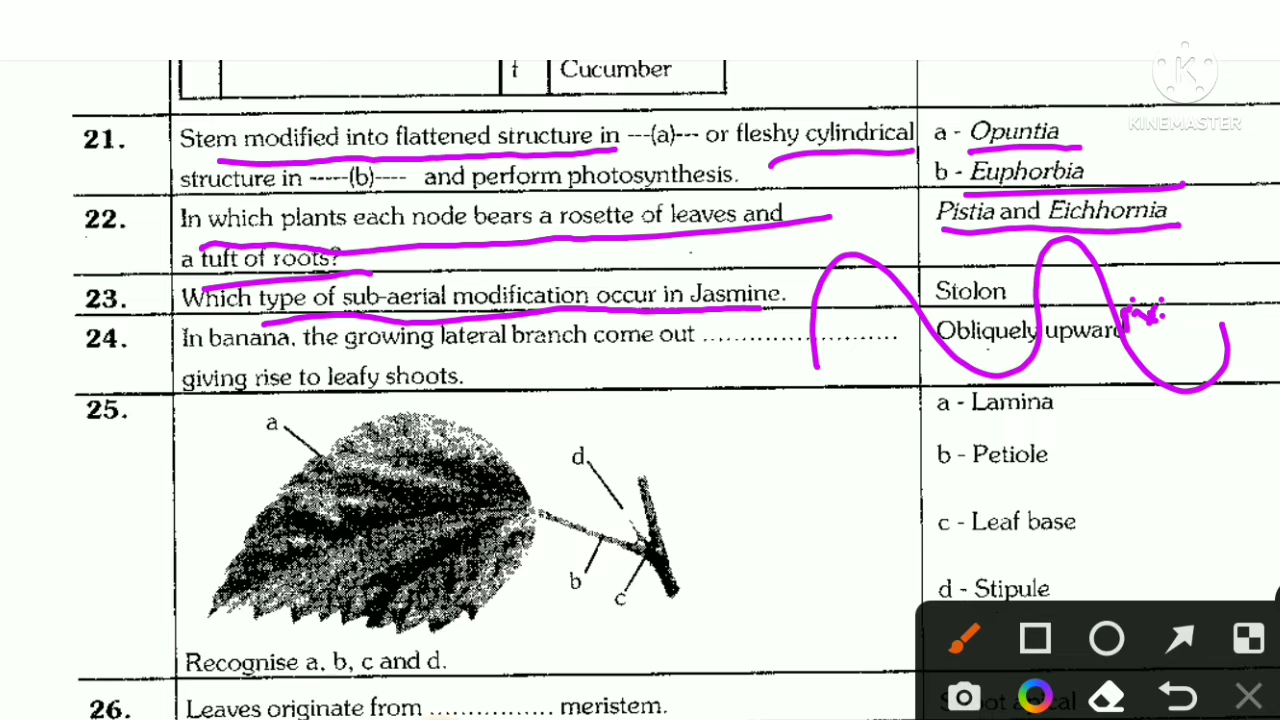 t Cucumber
KINEMASTER
21. Stem modified into flattened structure in ---(a)--- or fleshy cylindrical a - Opuntia
structure in -----(b)---- and perform photosynthesis. b - Euphorbia
22. In which plants each node bears a rosette of leaves and Pistia and Eichhornia
a tuft of roots?
23. Which type of sub-aerial modification occur in Jasmine. Stolon
24. In banana, the growing lateral branch come out ......................... Obliquely upward
giving rise to leafy shoots.
25. a - Lamina
a
d b - Petiole
c - Leaf base
b
c d - Stipule
Recognise a, b, c and d.
26. Leaves originate from ................ meristem.